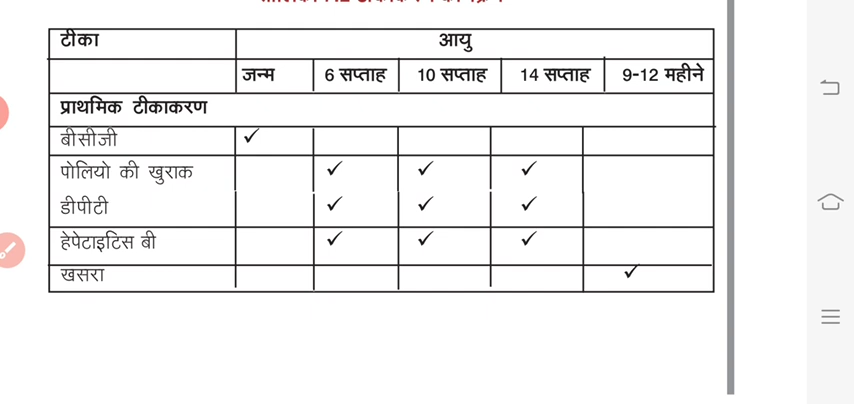 टीका आयु
जन्म 6 सप्ताह 10 सप्ताह 14 सप्ताह 9-12 महीने
प्राथमिक टीकाकरण
बीसीजी ✓
पोलियो की खुराक ✓ ✓ ✓
डीपीटी ✓ ✓ ✓
हेपेटाइटिस बी ✓ ✓ ✓
खसरा ✓